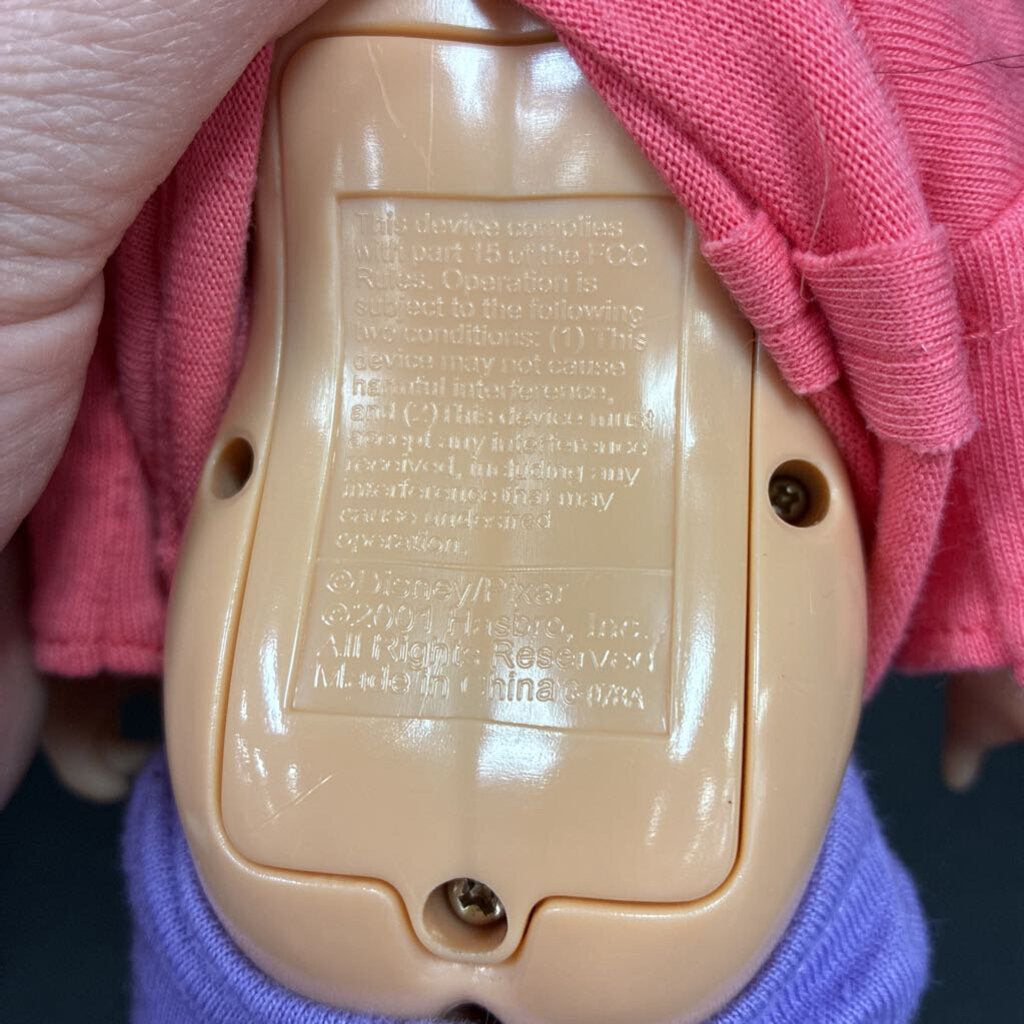 This device complies
with part 15 of the FCC
Rules. Operation is
subject to the following
two conditions: (1) This
device may not cause
harmful interference,
and (2) this device must
accept any interference
received, including any
interference that may
cause undesired
operation.
©Disney/Pixar
©2001 Hasbro, Inc.
All Rights Reserved
Made in China C-078A